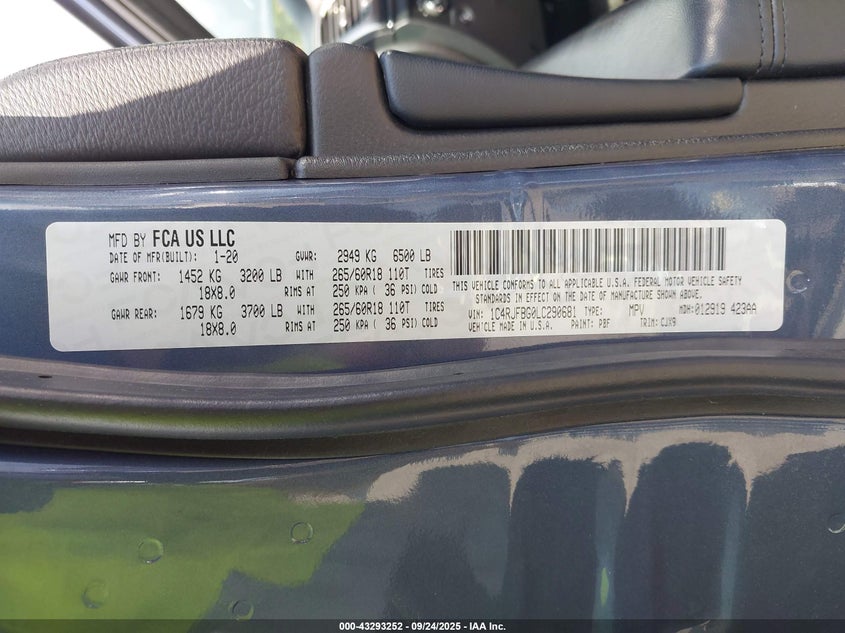 MFD BY FCA US LLC
DATE OF MFR(BUILT): 1-20 GVWR: 2949 KG 6500 LB
GAWR FRONT: 1452 KG 3200 LB WITH 265/60R18 110T TIRES
18X8.0 RIMS AT 250 KPA( 36 PSI) COLD
GAWR REAR: 1679 KG 3700 LB WITH 265/60R18 110T TIRES
18X8.0 RIMS AT 250 KPA( 36 PSI) COLD
THIS VEHICLE CONFORMS TO ALL APPLICABLE U.S.A. FEDERAL MOTOR VEHICLE SAFETY
STANDARDS IN EFFECT ON THE DATE OF MANUFACTURE SHOWN ABOVE.
VIN: 1C4RJFBG0LC290681 TYPE: MPV MDH:012919 423AA
VEHICLE MADE IN U.S.A. PAINT: PBF TRIM: CJX9
000-43293252 - 09/24/2025 - IAA Inc.